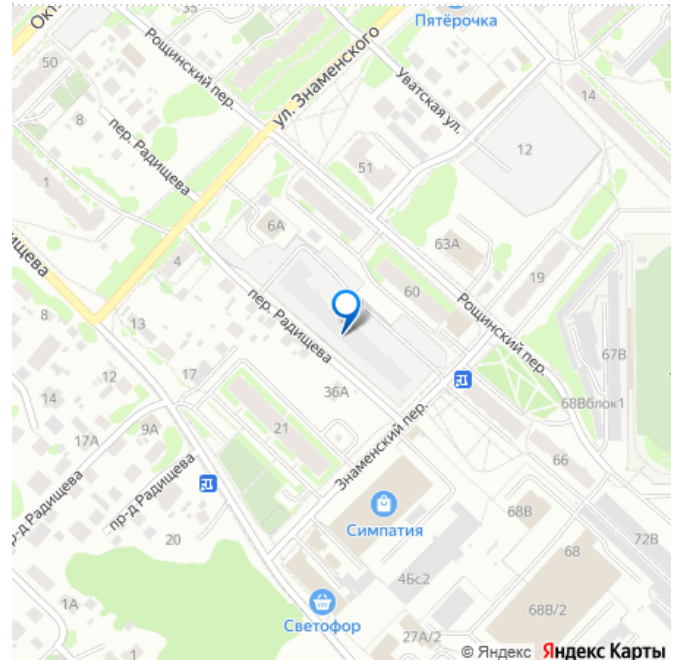 Окт
35
Пятёрочка
Рощинский пер.
50
ул. Знаменского
Уватская ул.
14
8
пер. Радищева
51
12
1
6А
63А
4
19
ищева
60
пер. Радищева
Рощинский пер.
8
13
67В
12
17
36А
68Вблок1
14
9А
21
Знаменский пер.
17А
66
пр-д Радищева
р-д Радищева
68В
Симпатия
20
72В
68
4Бс2
1А
Светофор
68В/2
27А/2
1
© Яндекс Яндекс Карты